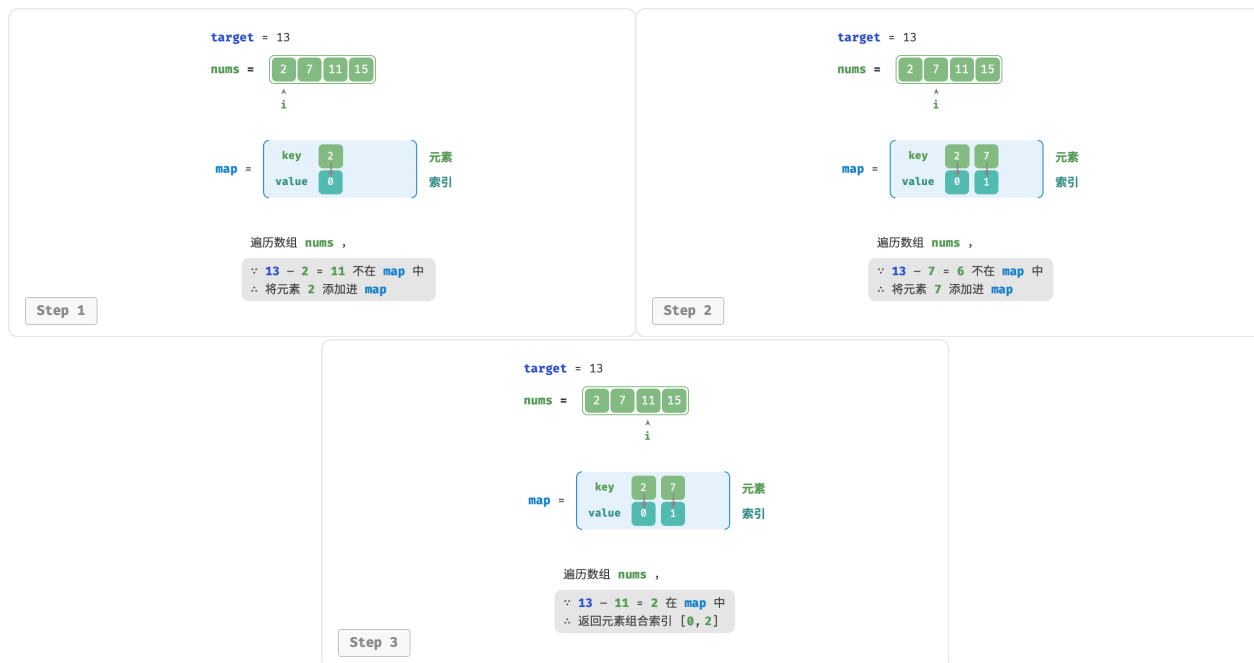 target = 13
nums = 2 7 11 15
i
map =
key 2 元素
value 0 索引
遍历数组 nums ,
∵ 13 − 2 = 11 不在 map 中
∴ 将元素 2 添加进 map
Step 1
target = 13
nums = 2 7 11 15
i
map =
key 2 7 元素
value 0 1 索引
遍历数组 nums ,
∵ 13 − 7 = 6 不在 map 中
∴ 将元素 7 添加进 map
Step 2
target = 13
nums = 2 7 11 15
i
map =
key 2 7 元素
value 0 1 索引
遍历数组 nums ,
∵ 13 − 11 = 2 在 map 中
∴ 返回元素组合索引 [0,2]
Step 3